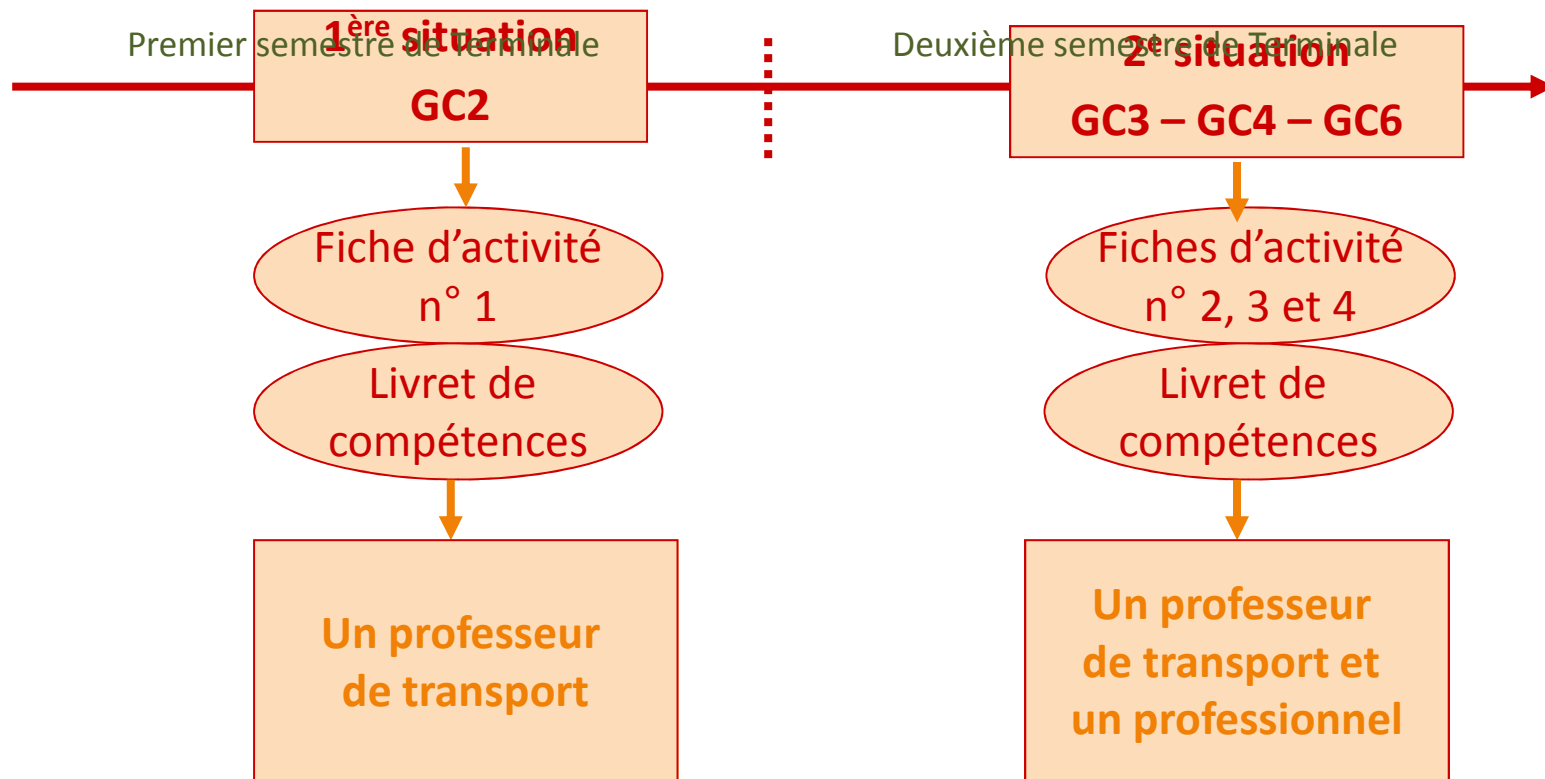 Premier semestre de Terminale
1ère situation
GC2
Deuxième semestre de Terminale
2e situation
GC3 – GC4 – GC6
Fiche d’activité
n° 1
Livret de
compétences
Un professeur
de transport
Fiches d’activité
n° 2, 3 et 4
Livret de
compétences
Un professeur
de transport et
un professionnel